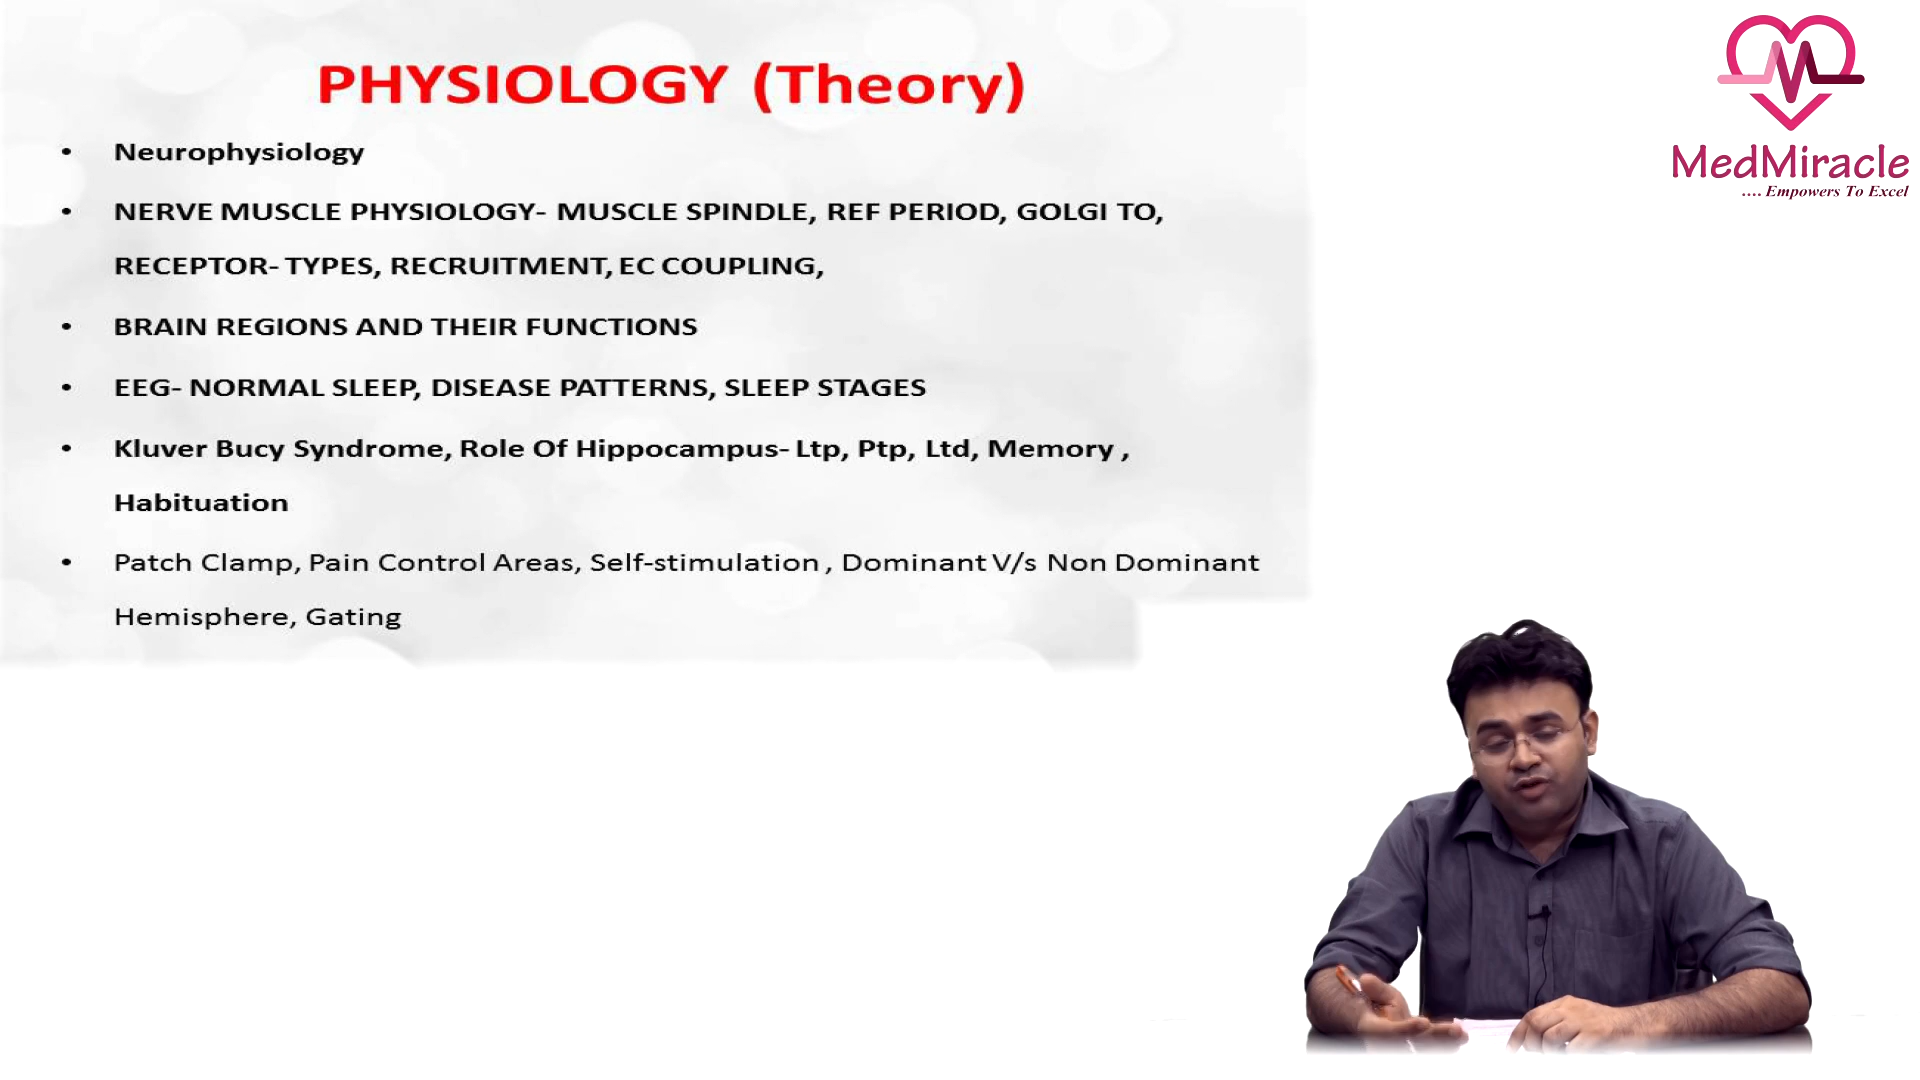 PHYSIOLOGY (Theory)
• Neurophysiology
• NERVE MUSCLE PHYSIOLOGY- MUSCLE SPINDLE, REF PERIOD, GOLGI TO,
RECEPTOR- TYPES, RECRUITMENT, EC COUPLING,
• BRAIN REGIONS AND THEIR FUNCTIONS
• EEG- NORMAL SLEEP, DISEASE PATTERNS, SLEEP STAGES
• Kluver Bucy Syndrome, Role Of Hippocampus- Ltp, Ptp, Ltd, Memory ,
Habituation
• Patch Clamp, Pain Control Areas, Self-stimulation , Dominant V/s Non Dominant
Hemisphere, Gating
MedMiracle
.... Empowers To Excel